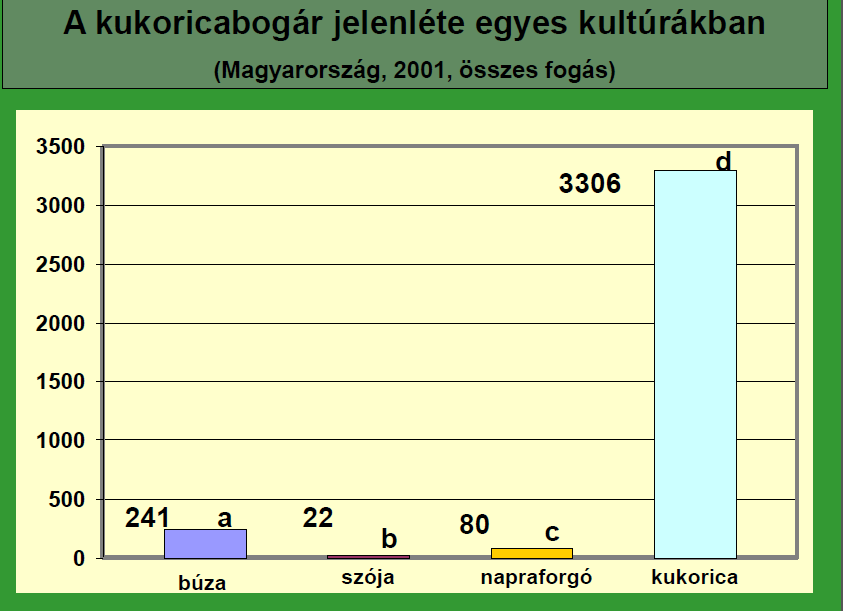 A kukoricabogár jelenléte egyes kultúrákban
(Magyarország, 2001, összes fogás)
3500
3000
2500
2000
1500
1000
500
0
241 a
22 b
80 c
3306 d
búza
szója
napraforgó
kukorica